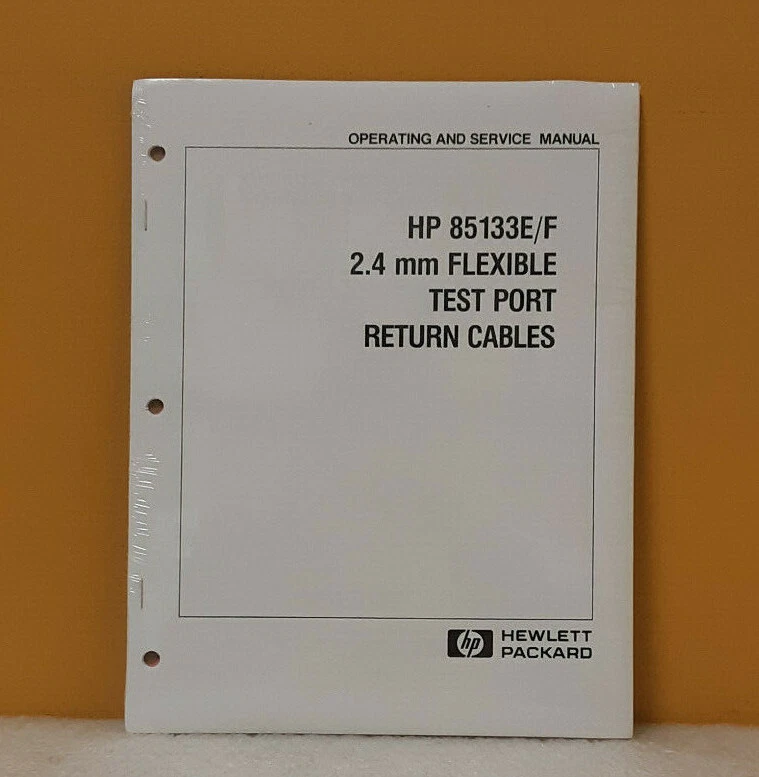 OPERATING AND SERVICE MANUAL
HP 85133E/F
2.4 mm FLEXIBLE
TEST PORT
RETURN CABLES
hp HEWLETT
PACKARD